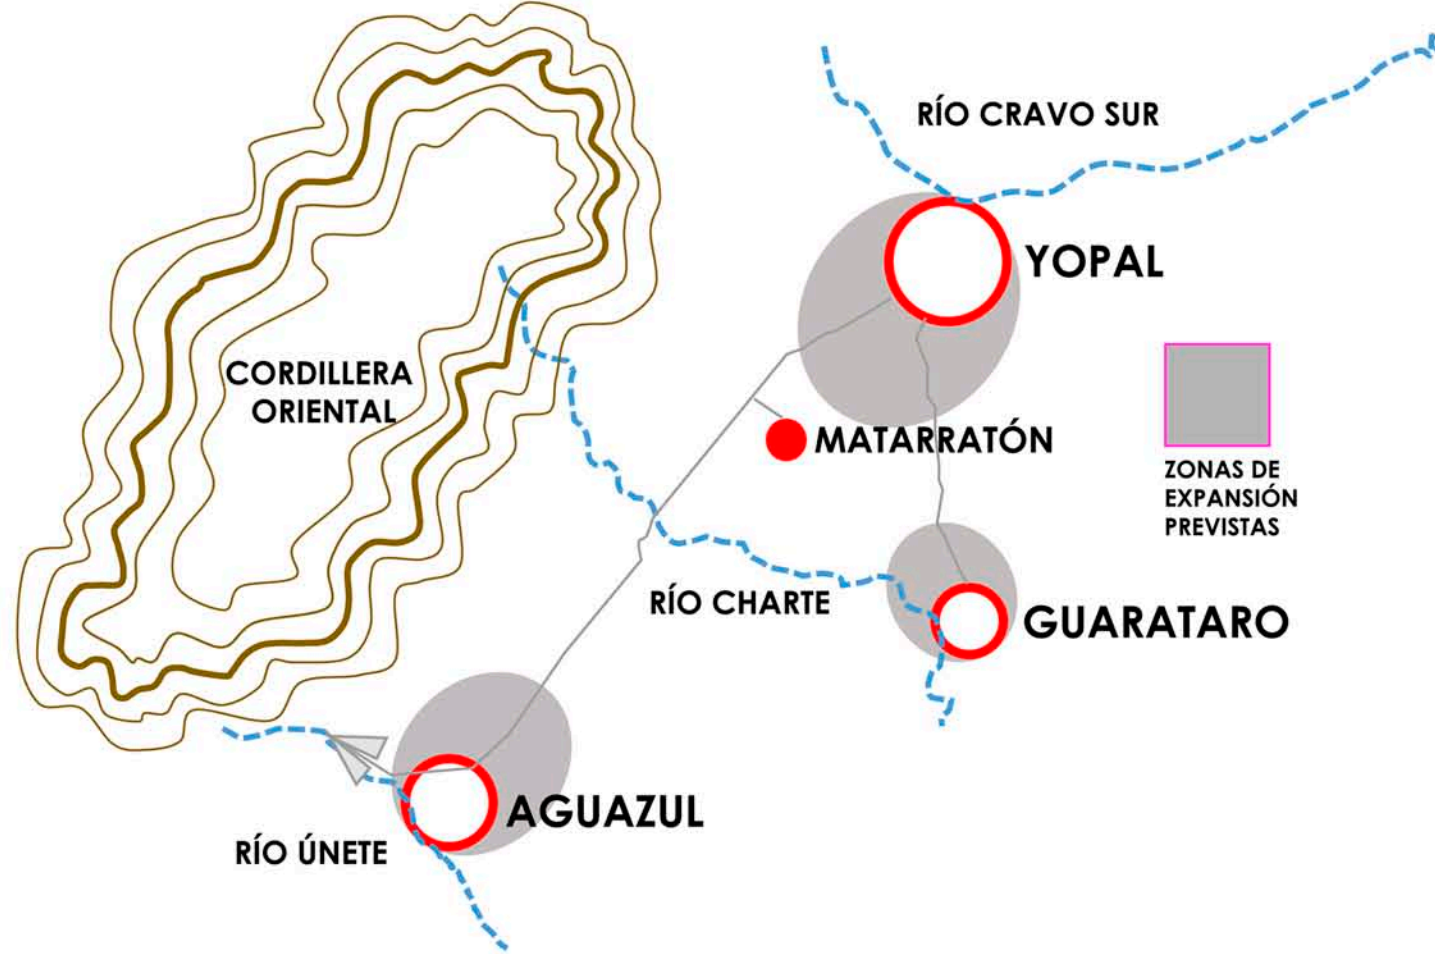 RÍO CRAVO SUR
YOPAL
CORDILLERA
ORIENTAL
MATARRATÓN
ZONAS DE
EXPANSIÓN
PREVISTAS
RÍO CHARTE
GUARATARO
AGUAZUL
RÍO ÚNETE